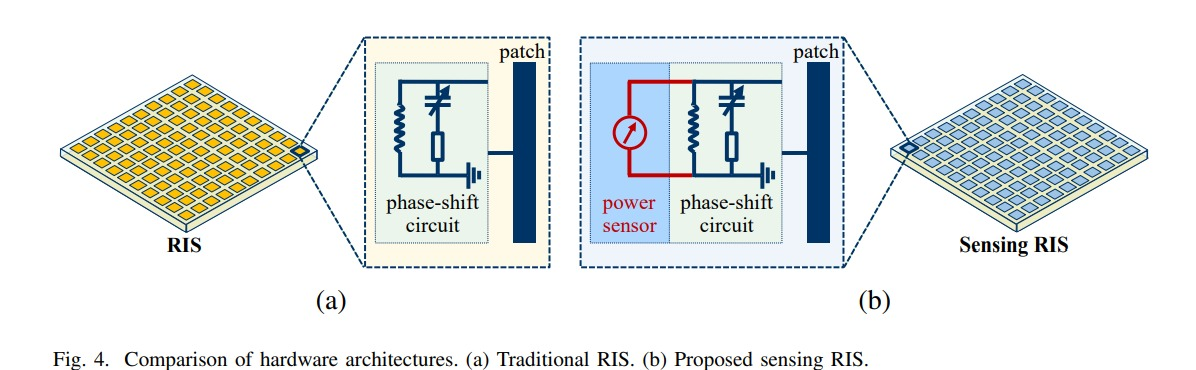 patch
phase-shift
circuit
RIS
(a)
patch
power
sensor
phase-shift
circuit
Sensing RIS
(b)
Fig. 4. Comparison of hardware architectures. (a) Traditional RIS. (b) Proposed sensing RIS.